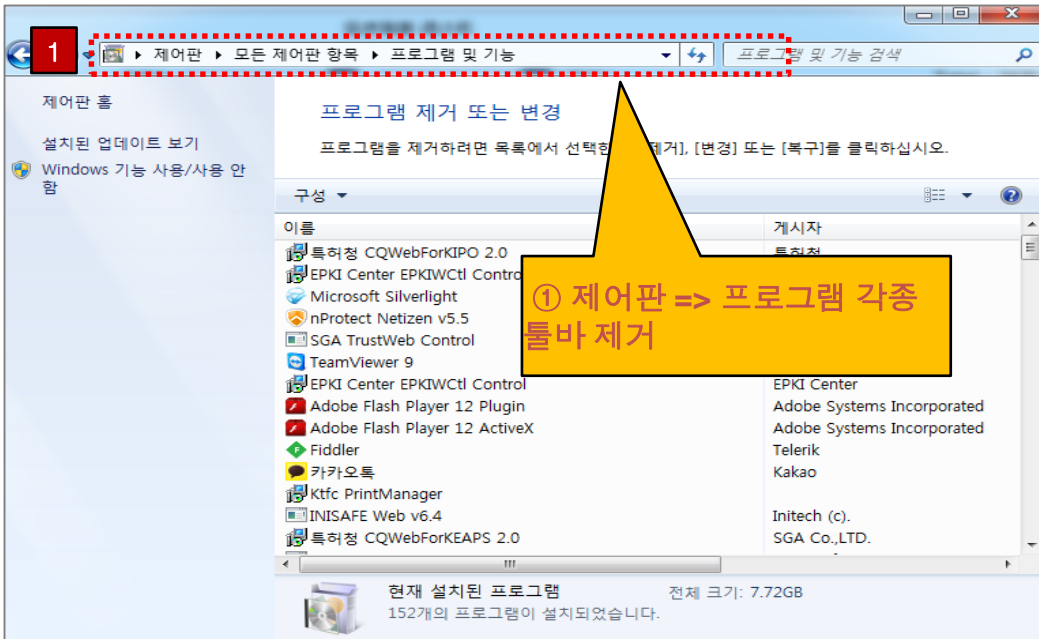 1
제어판 ▶ 모든 제어판 항목 ▶ 프로그램 및 기능
프로그램 및 기능 검색
제어판 홈
설치된 업데이트 보기
Windows 기능 사용/사용 안
함
프로그램 제거 또는 변경
프로그램을 제거하려면 목록에서 선택한 제거], [변경] 또는 [복구]를 클릭하십시오.
구성
이름 게시자
특허청 CQWebForKIPO 2.0 특허청
EPKI Center EPKIWCtl Contro
Microsoft Silverlight
nProtect Netizen v5.5
SGA TrustWeb Control
TeamViewer 9
① 제어판 => 프로그램 각종
툴바 제거
EPKI Center EPKIWCtl Control EPKI Center
Adobe Flash Player 12 Plugin Adobe Systems Incorporated
Adobe Flash Player 12 ActiveX Adobe Systems Incorporated
Fiddler Telerik
카카오톡 Kakao
Ktfc PrintManager
INISAFE Web v6.4 Initech (c).
특허청 CQWebForKEAPS 2.0 SGA Co.,LTD.
현재 설치된 프로그램 전체 크기: 7.72GB
152개의 프로그램이 설치되었습니다.